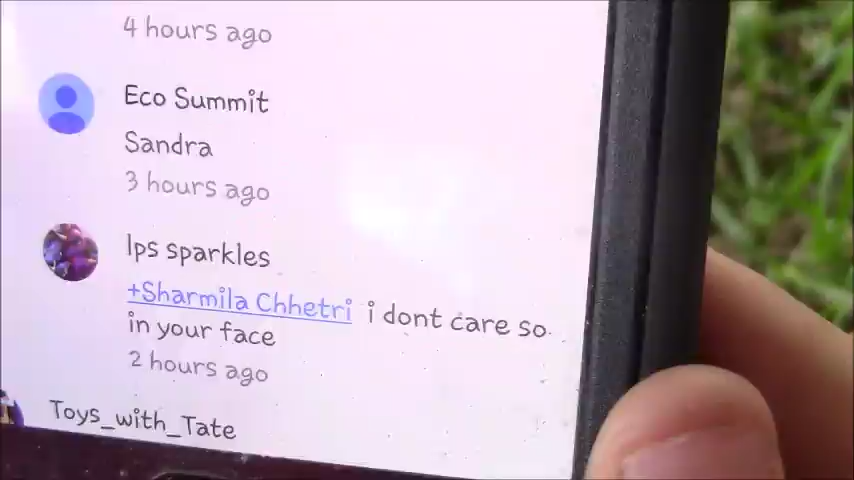 4 hours ago
Eco Summit
Sandra
3 hours ago
lps sparkles
+Sharmila Chhetri i dont care so
in your face
2 hours ago
Toys_with_Tate